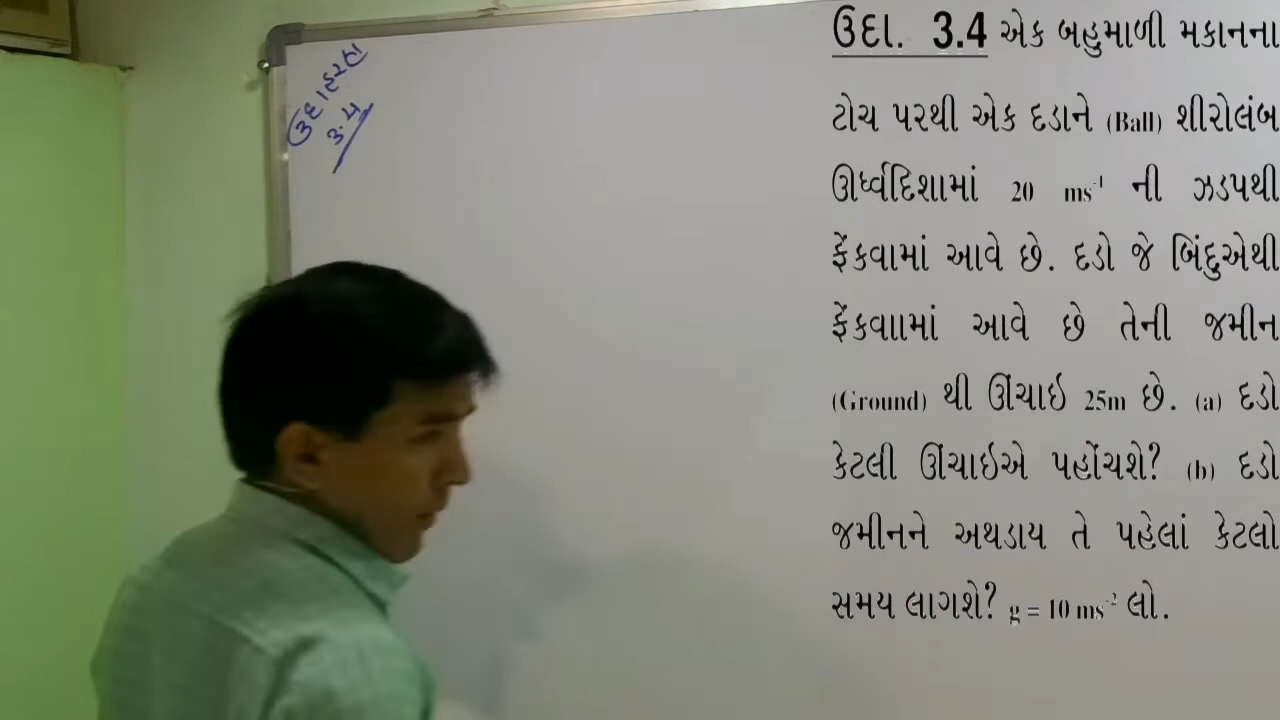 ઉદાહરણ
૩.૪
ઉદા. 3.4 એક બહુમાળી મકાનના
ટોચ પરથી એક દડાને (Ball) શીરોલંબ
ઊર્ધ્વદિશામાં 20 ms⁻¹ ની ઝડપથી
ફેંકવામાં આવે છે. દડો જે બિંદુએથી
ફેંકવાામાં આવે છે તેની જમીન
(Ground) થી ઊંચાઇ 25m છે. (a) દડો
કેટલી ઊંચાઇએ પહોંચશે? (b) દડો
જમીનને અથડાય તે પહેલાં કેટલો
સમય લાગશે? g = 10 ms⁻² લો.